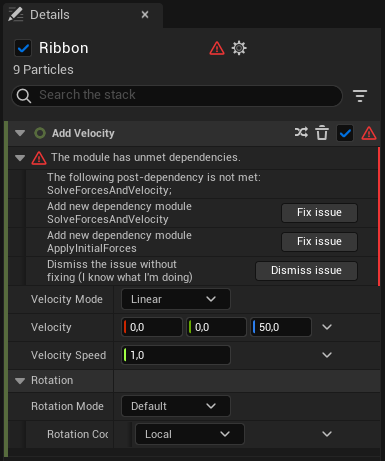 Details
Ribbon
9 Particles
Search the stack
Add Velocity
The module has unmet dependencies.
The following post-dependency is not met:
SolveForcesAndVelocity;
Add new dependency module
SolveForcesAndVelocity
Fix issue
Add new dependency module
ApplyInitialForces
Fix issue
Dismiss the issue without
fixing (I know what I'm doing)
Dismiss issue
Velocity Mode
Linear
Velocity
0,0
0,0
50,0
Velocity Speed
1,0
Rotation
Rotation Mode
Default
Rotation Coo
Local